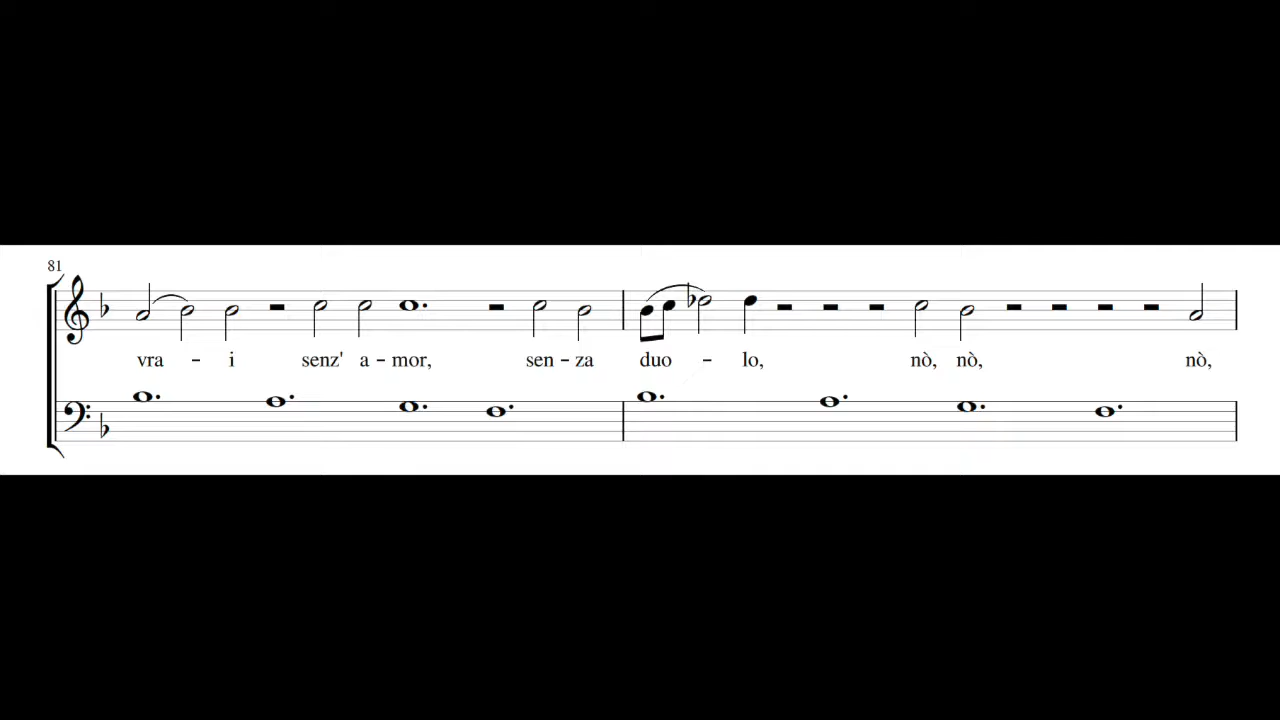 81
vra - i senz' a - mor, sen - za duo - lo, nò, nò, nò,